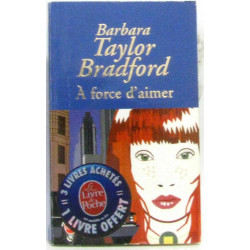 Barbara
Taylor
Bradford
À force d'aimer
3 LIVRES ACHETÉS
Le Livre
de Poche
1 LIVRE OFFERT